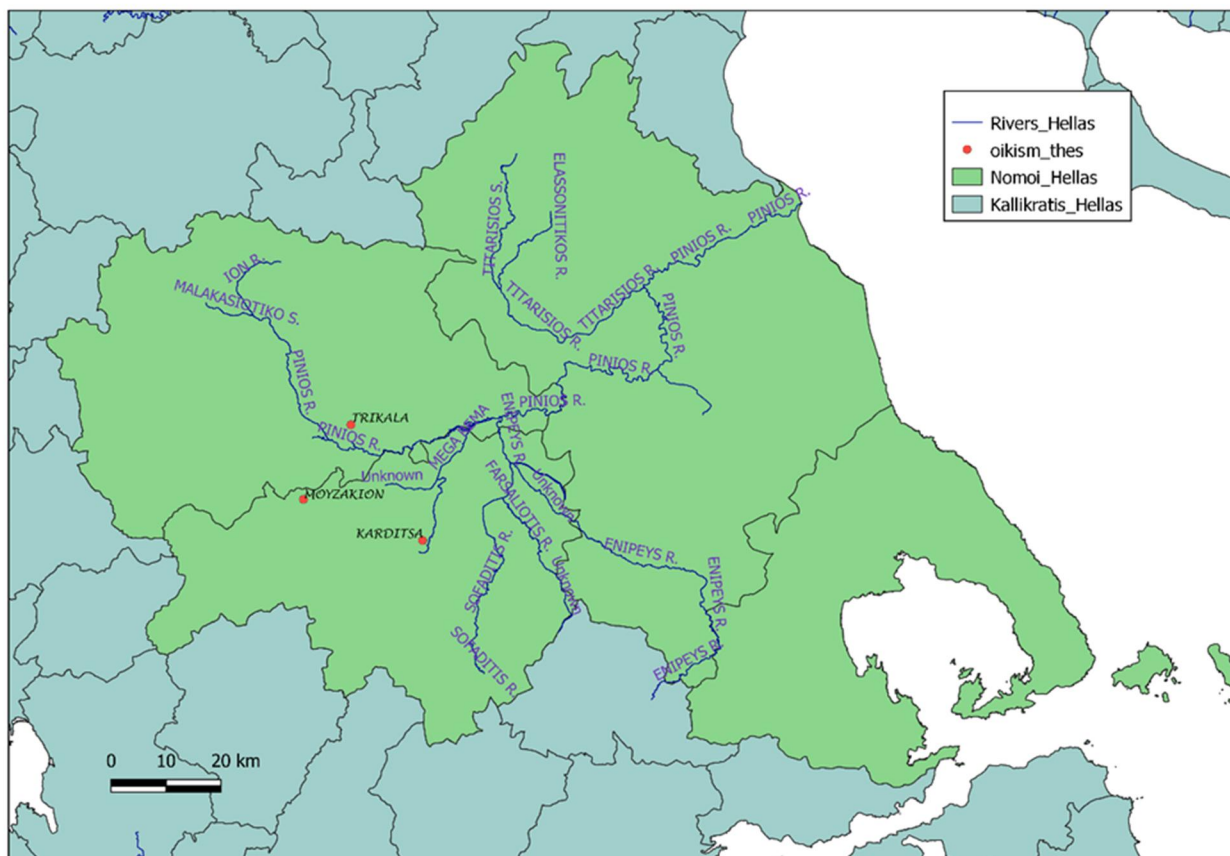 Rivers_Hellas
oikism_thes
Nomoi_Hellas
Kallikratis_Hellas
ELASSONITIKOS R.
TITARISIOS S.
PINIOS R.
PINIOS R.
ION R.
TITARISIOS R.
MALAKASIOTIKO S.
TITARISIOS R.
PINIOS R.
PINIOS R.
PINIOS R.
PINIOS R.
TRIKALA
PINIOS R.
ENIPEYS R.
MEGA
Unknown
FARSALIOTIS R.
Unknown
MOYZAKION
KARDITSA
SOFADITIS R.
ENIPEYS R.
Unknown
ENIPEYS R.
SOFADITIS R.
ENIPEYS R.
0 10 20 km